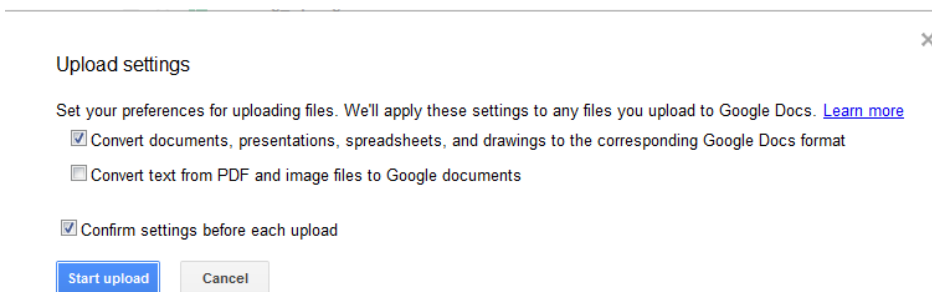 Upload settings
Set your preferences for uploading files. We'll apply these settings to any files you upload to Google Docs. Learn more
Convert documents, presentations, spreadsheets, and drawings to the corresponding Google Docs format
Convert text from PDF and image files to Google documents
Confirm settings before each upload
Start upload Cancel